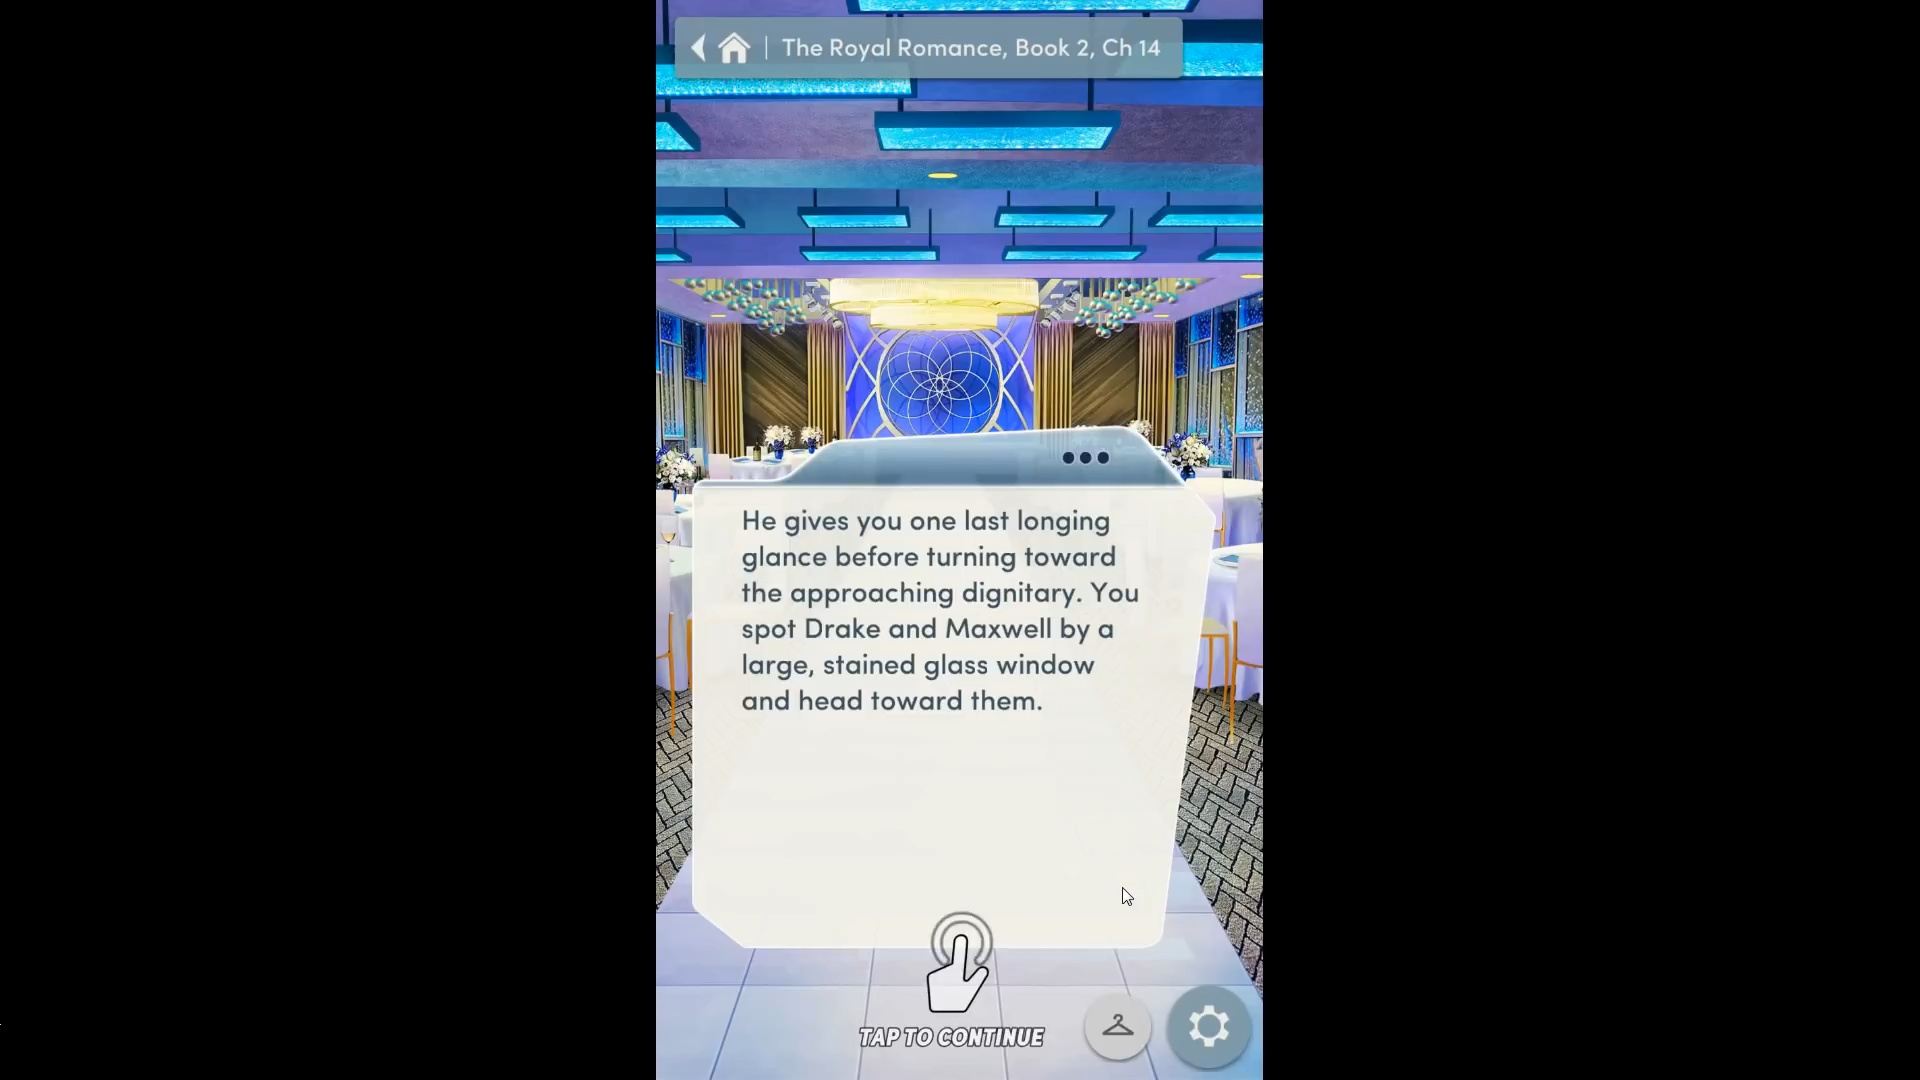 The Royal Romance, Book 2, Ch 14
He gives you one last longing
glance before turning toward
the approaching dignitary. You
spot Drake and Maxwell by a
large, stained glass window
and head toward them.
TAP TO CONTINUE